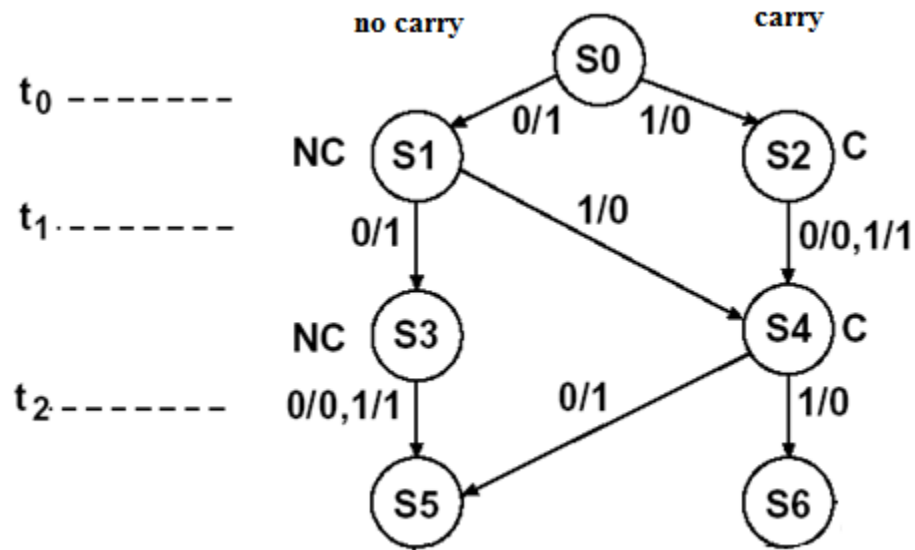 no carry
carry
S0
t0
0/1
1/0
NC
S1
S2
C
t1
0/1
1/0
0/0,1/1
NC
S3
S4
C
t2
0/0,1/1
0/1
1/0
S5
S6